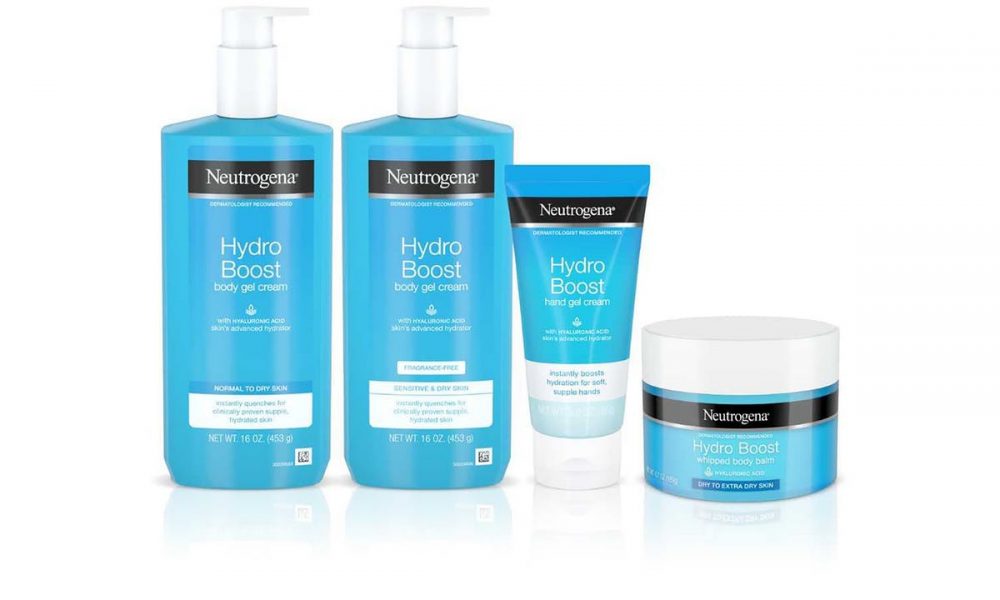 Neutrogena®
DERMATOLOGIST RECOMMENDED
Hydro
Boost
body gel cream
with HYALURONIC ACID
skin's advanced hydrator
NORMAL TO DRY SKIN
instantly quenches for
clinically proven supple,
hydrated skin
NET WT. 16 OZ. (453 g)
Neutrogena®
DERMATOLOGIST RECOMMENDED
Hydro
Boost
body gel cream
with HYALURONIC ACID
skin's advanced hydrator
FRAGRANCE-FREE
SENSITIVE & DRY SKIN
instantly quenches for
clinically proven supple,
hydrated skin
NET WT. 16 OZ. (453 g)
Neutrogena®
DERMATOLOGIST RECOMMENDED
Hydro
Boost
hand gel cream
with HYALURONIC ACID
skin's advanced hydrator
instantly boosts
hydration for soft,
supple hands
NET WT.
Neutrogena®
DERMATOLOGIST RECOMMENDED
Hydro Boost
whipped body balm
HYALURONIC ACID
DRY TO EXTRA DRY SKIN